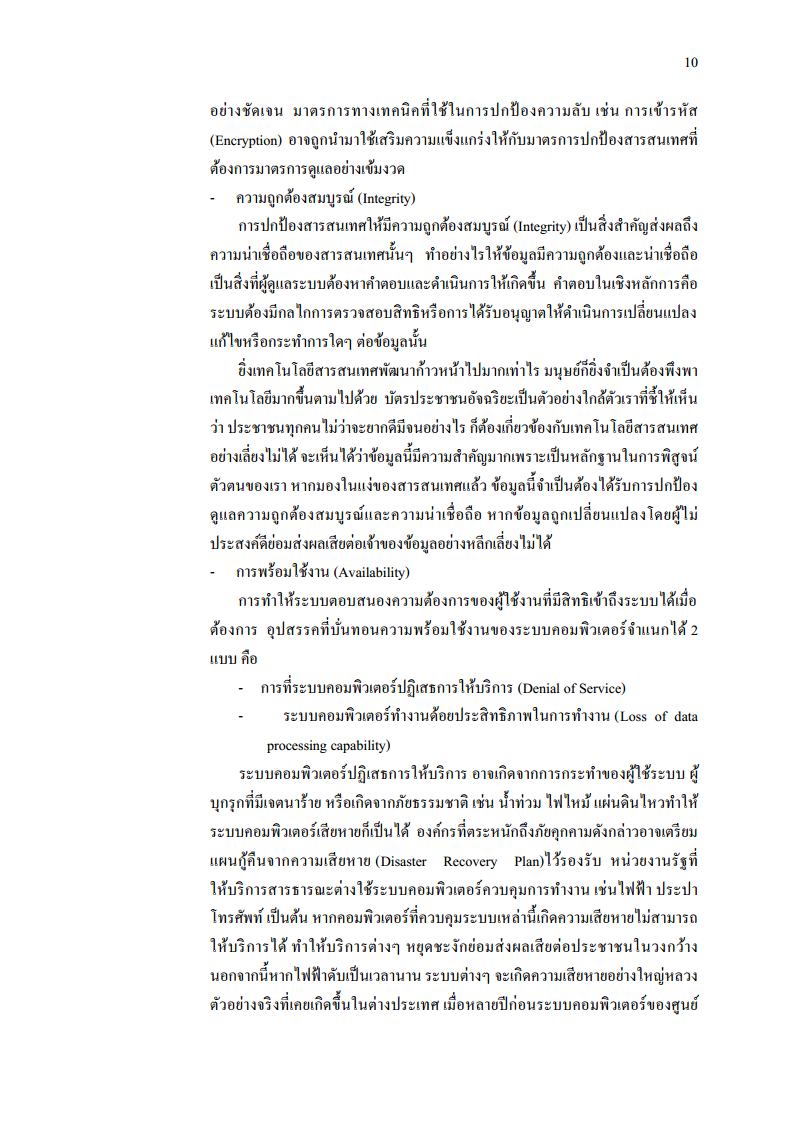 10
อย่างชัดเจน มาตรการทางเทคนิคที่ใช้ในการปกป้องความลับ เช่น การเข้ารหัส
(Encryption) อาจถูกนำมาใช้เสริมความแข็งแกร่งให้กับมาตรการปกป้องสารสนเทศที่
ต้องการมาตรการดูแลอย่างเข้มงวด
- ความถูกต้องสมบูรณ์ (Integrity)
การปกป้องสารสนเทศให้มีความถูกต้องสมบูรณ์ (Integrity) เป็นสิ่งสำคัญส่งผลถึง
ความน่าเชื่อถือของสารสนเทศนั้นๆ ทำอย่างไรให้ข้อมูลมีความถูกต้องและน่าเชื่อถือ
เป็นสิ่งที่ผู้ดูแลระบบต้องหาคำตอบและดำเนินการให้เกิดขึ้น คำตอบในเชิงหลักการคือ
ระบบต้องมีกลไกการตรวจสอบสิทธิหรือการได้รับอนุญาตให้ดำเนินการเปลี่ยนแปลง
แก้ไขหรือกระทำการใดๆ ต่อข้อมูลนั้น
ยิ่งเทคโนโลยีสารสนเทศพัฒนาก้าวหน้าไปมากเท่าไร มนุษย์ก็ยิ่งจำเป็นต้องพึงพา
เทคโนโลยีมากขึ้นตามไปด้วย บัตรประชาชนอัจฉริยะเป็นตัวอย่างใกล้ตัวเราที่ชี้ให้เห็น
ว่า ประชาชนทุกคนไม่ว่าจะยากดีมีจนอย่างไร ก็ต้องเกี่ยวข้องกับเทคโนโลยีสารสนเทศ
อย่างเลี่ยงไม่ได้ จะเห็นได้ว่าข้อมูลนี้มีความสำคัญมากเพราะเป็นหลักฐานในการพิสูจน์
ตัวตนของเรา หากมองในแง่ของสารสนเทศแล้ว ข้อมูลนี้จำเป็นต้องได้รับการปกป้อง
ดูแลความถูกต้องสมบูรณ์และความน่าเชื่อถือ หากข้อมูลถูกเปลี่ยนแปลงโดยผู้ไม่
ประสงค์ดีย่อมส่งผลเสียต่อเจ้าของข้อมูลอย่างหลีกเลี่ยงไม่ได้
- การพร้อมใช้งาน (Availability)
การทำให้ระบบตอบสนองความต้องการของผู้ใช้งานที่มีสิทธิเข้าถึงระบบได้เมื่อ
ต้องการ อุปสรรคที่บั่นทอนความพร้อมใช้งานของระบบคอมพิวเตอร์จำแนกได้ 2
แบบ คือ
- การที่ระบบคอมพิวเตอร์ปฏิเสธการให้บริการ (Denial of Service)
- ระบบคอมพิวเตอร์ทำงานด้อยประสิทธิภาพในการทำงาน (Loss of data
processing capability)
ระบบคอมพิวเตอร์ปฏิเสธการให้บริการ อาจเกิดจากการกระทำของผู้ใช้ระบบ ผู้
บุกรุกที่มีเจตนาร้าย หรือเกิดจากภัยธรรมชาติ เช่น น้ำท่วม ไฟไหม้ แผ่นดินไหวทำให้
ระบบคอมพิวเตอร์เสียหายก็เป็นได้ องค์กรที่ตระหนักถึงภัยคุกคามดังกล่าวอาจเตรียม
แผนกู้คืนจากความเสียหาย (Disaster Recovery Plan)ไว้รองรับ หน่วยงานรัฐที่
ให้บริการสารธารณะต่างใช้ระบบคอมพิวเตอร์ควบคุมการทำงาน เช่นไฟฟ้า ประปา
โทรศัพท์ เป็นต้น หากคอมพิวเตอร์ที่ควบคุมระบบเหล่านี้เกิดความเสียหายไม่สามารถ
ให้บริการได้ ทำให้บริการต่างๆ หยุดชะงักย่อมส่งผลเสียต่อประชาชนในวงกว้าง
นอกจากนี้หากไฟฟ้าดับเป็นเวลานาน ระบบต่างๆ จะเกิดความเสียหายอย่างใหญ่หลวง
ตัวอย่างจริงที่เคยเกิดขึ้นในต่างประเทศ เมื่อหลายปีก่อนระบบคอมพิวเตอร์ของศูนย์